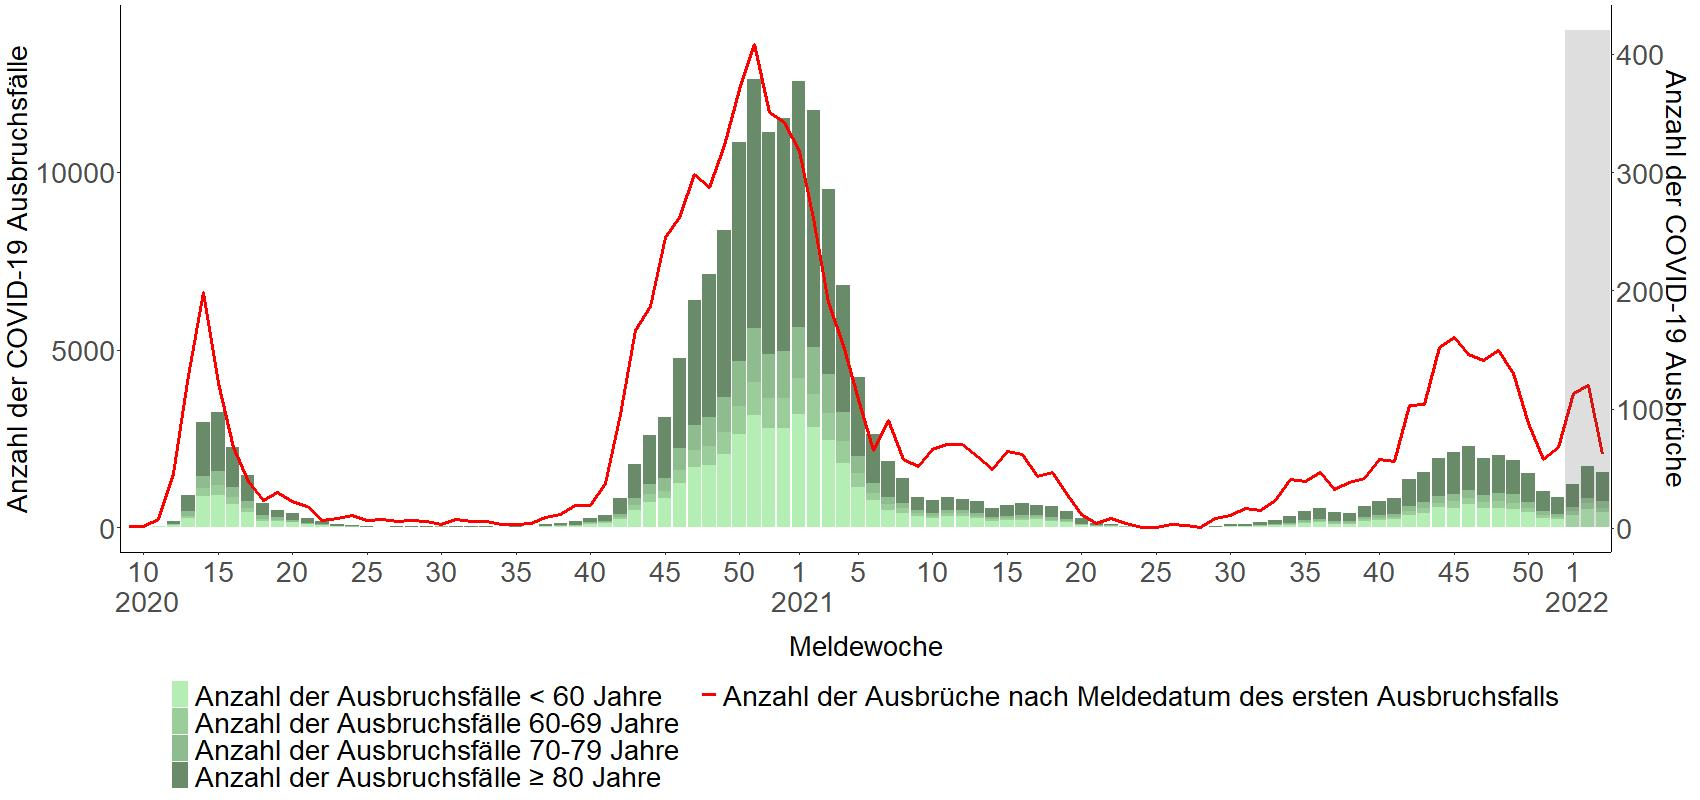 Anzahl der COVID-19 Ausbruchsfälle
10000
5000
0
400
300
200
100
0
Anzahl der COVID-19 Ausbrüche
10 15 20 25 30 35 40 45 50 1 5 10 15 20 25 30 35 40 45 50 1
2020 2021 2022
Meldewoche
Anzahl der Ausbruchsfälle < 60 Jahre
Anzahl der Ausbruchsfälle 60-69 Jahre
Anzahl der Ausbruchsfälle 70-79 Jahre
Anzahl der Ausbruchsfälle ≥ 80 Jahre
Anzahl der Ausbrüche nach Meldedatum des ersten Ausbruchsfalls